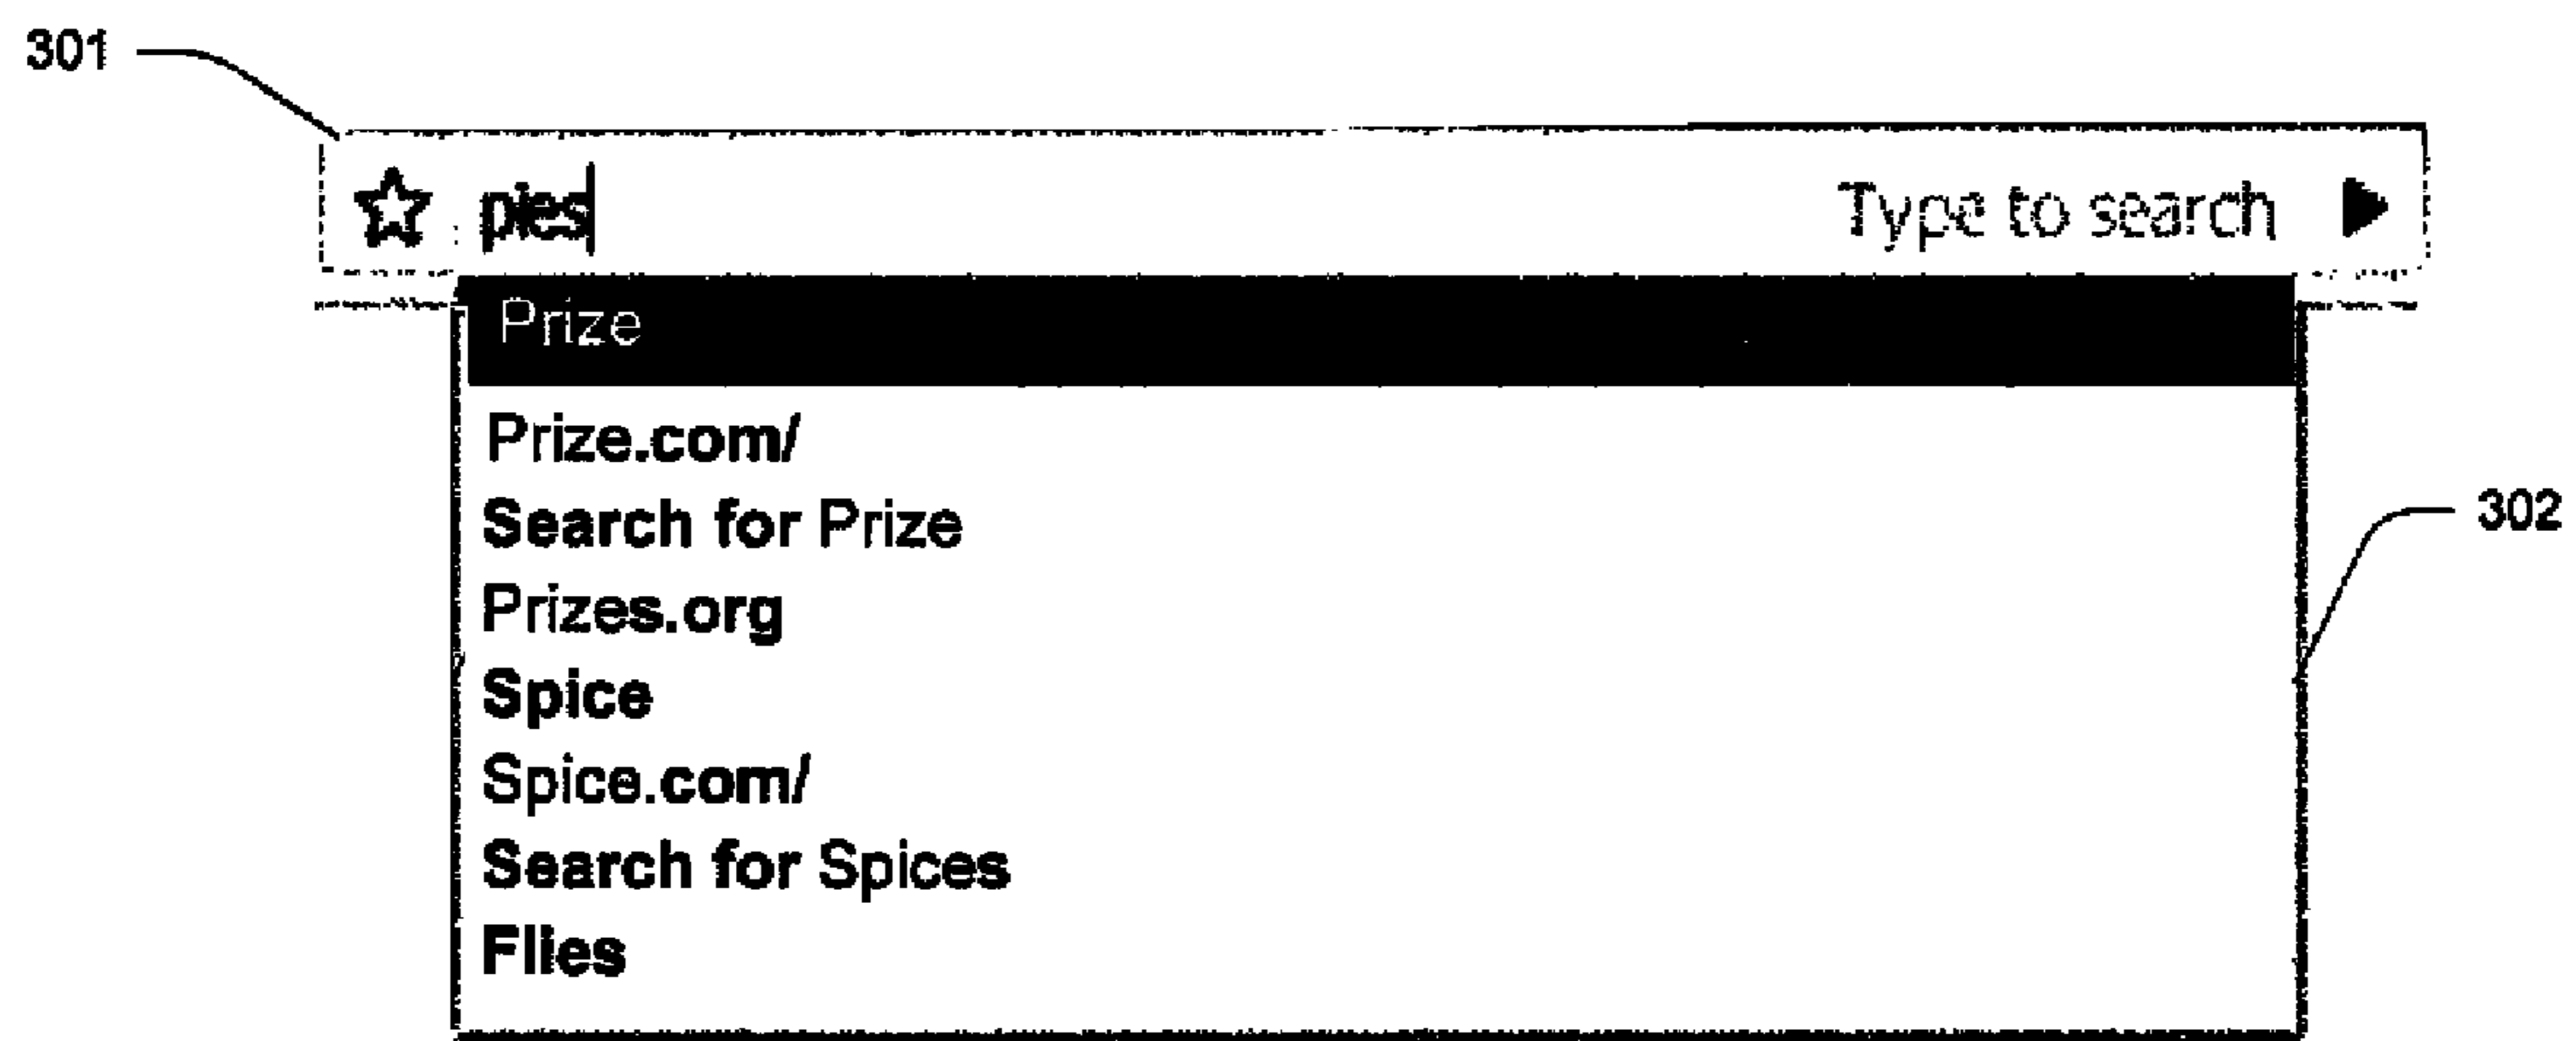 301
pies Type to search
Prize
Prize.com/
Search for Prize
302
Prizes.org
Spice
Spice.com/
Search for Spices
Flies